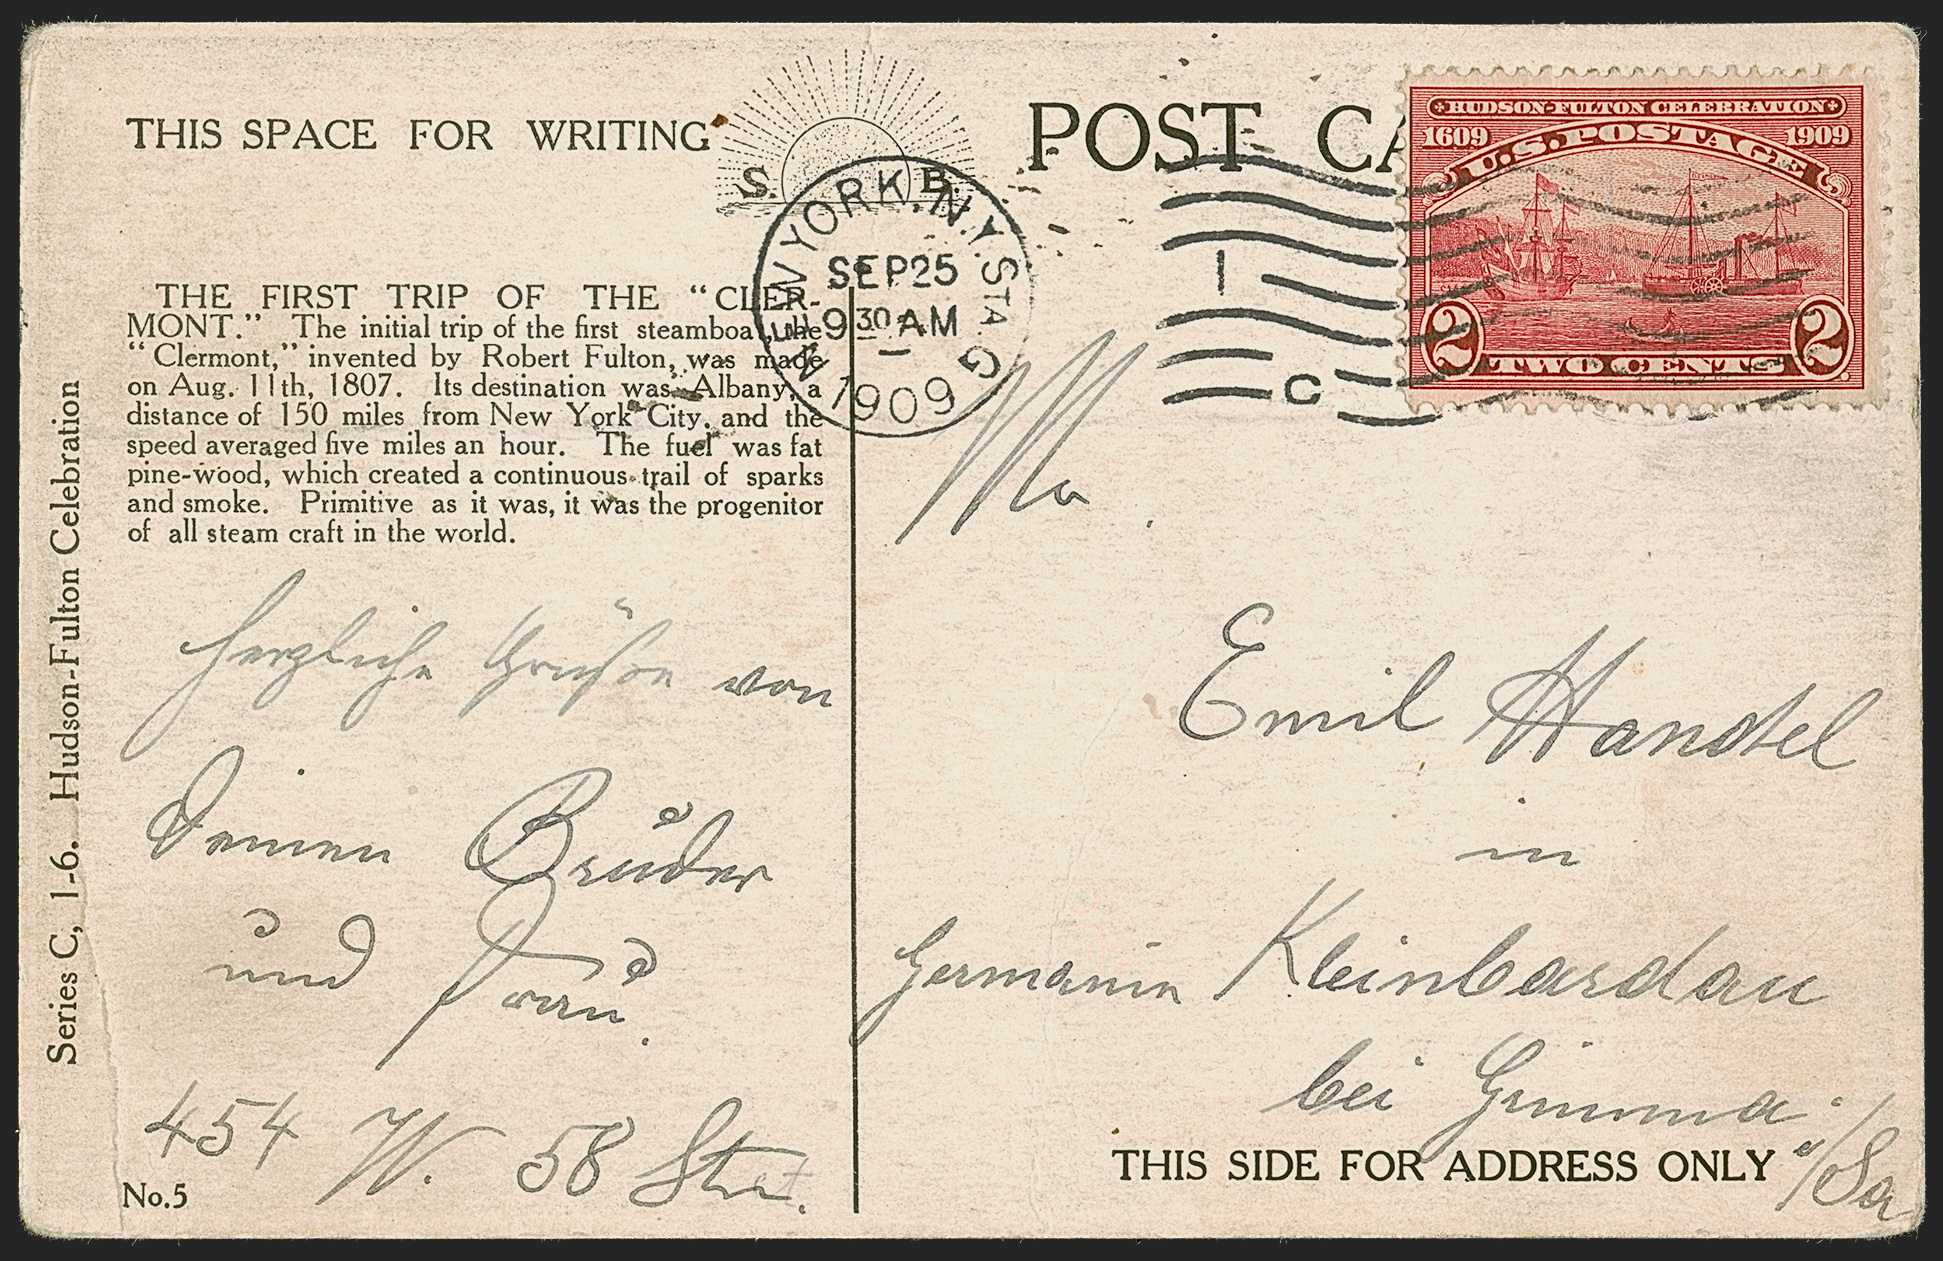 THIS SPACE FOR WRITING
S. B.
POST CA
HUDSON-FULTON CELEBRATION
1609 1909
U.S. POSTAGE
2 TWO CENTS 2
NEW YORK, N.Y. STA. G
SEP 25
9 30 AM
1909
1
C
THE FIRST TRIP OF THE “CLER-
MONT.” The initial trip of the first steamboat, the
“Clermont,” invented by Robert Fulton, was made
on Aug. 11th, 1807. Its destination was Albany, a
distance of 150 miles from New York City, and the
speed averaged five miles an hour. The fuel was fat
pine-wood, which created a continuous trail of sparks
and smoke. Primitive as it was, it was the progenitor
of all steam craft in the world.
Series C, 1-6. Hudson-Fulton Celebration
herzliche Grüße von
Deinen Bruder
und Frau.
454 W. 58 Street.
No. 5
Emil Handel
in
Germanin Kleinbardau
bei Grimma
i/Sa
THIS SIDE FOR ADDRESS ONLY